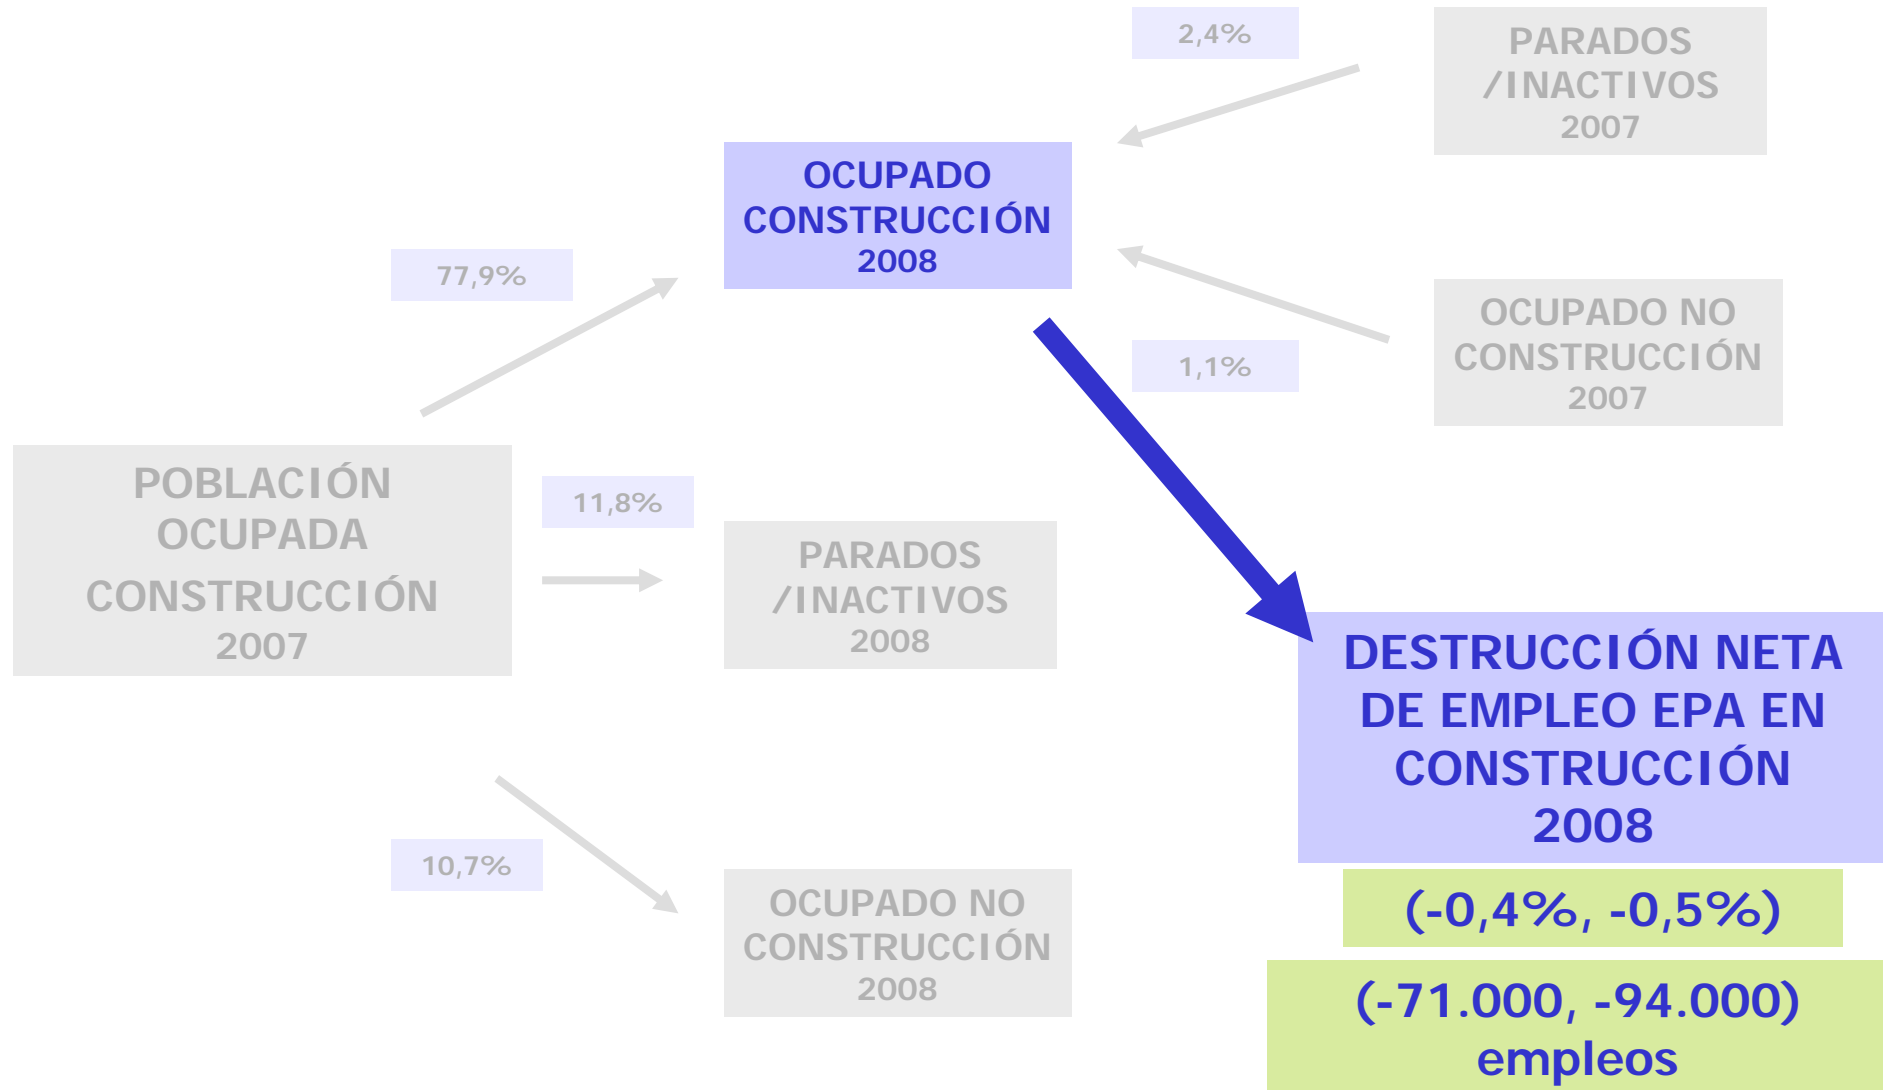 2,4%
PARADOS
/INACTIVOS
2007
OCUPADO
CONSTRUCCIÓN
2008
77,9%
OCUPADO NO
CONSTRUCCIÓN
2007
1,1%
POBLACIÓN
OCUPADA
CONSTRUCCIÓN
2007
11,8%
PARADOS
/INACTIVOS
2008
DESTRUCCIÓN NETA
DE EMPLEO EPA EN
CONSTRUCCIÓN
2008
10,7%
OCUPADO NO
CONSTRUCCIÓN
2008
(-0,4%, -0,5%)
(-71.000, -94.000)
empleos